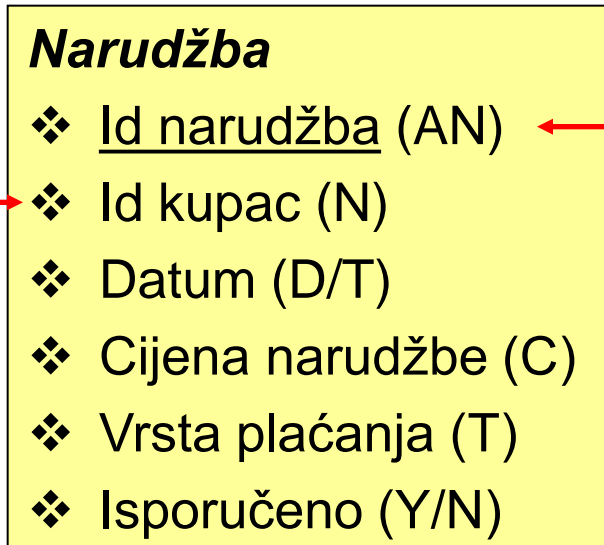 Narudžba
❖ Id narudžba (AN)
❖ Id kupac (N)
❖ Datum (D/T)
❖ Cijena narudžbe (C)
❖ Vrsta plaćanja (T)
❖ Isporučeno (Y/N)